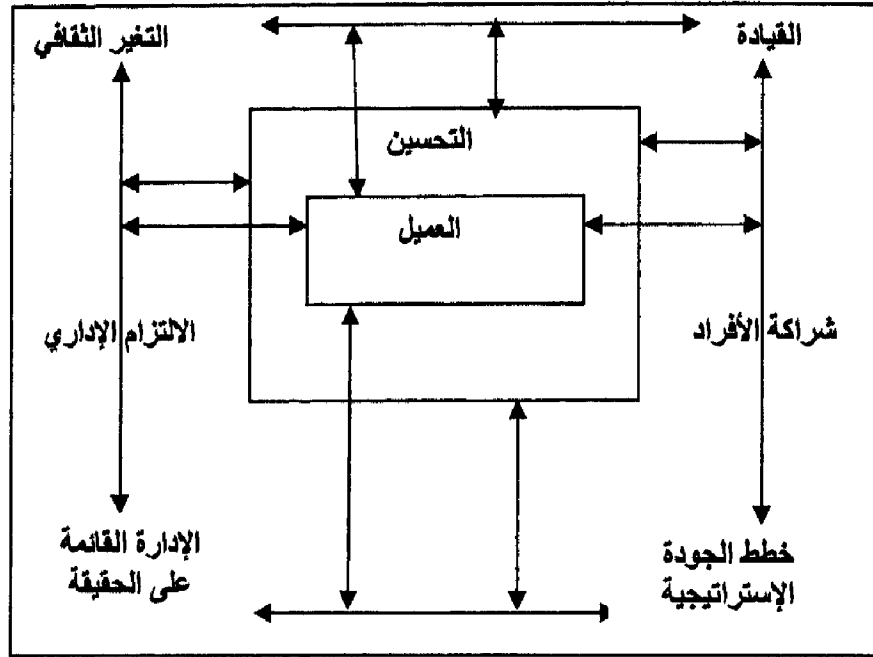 القيادة
التغير الثقافي
التحسين
العميل
شراكة الأفراد
الالتزام الإداري
خطط الجودة
الإستراتيجية
الإدارة القائمة
على الحقيقة